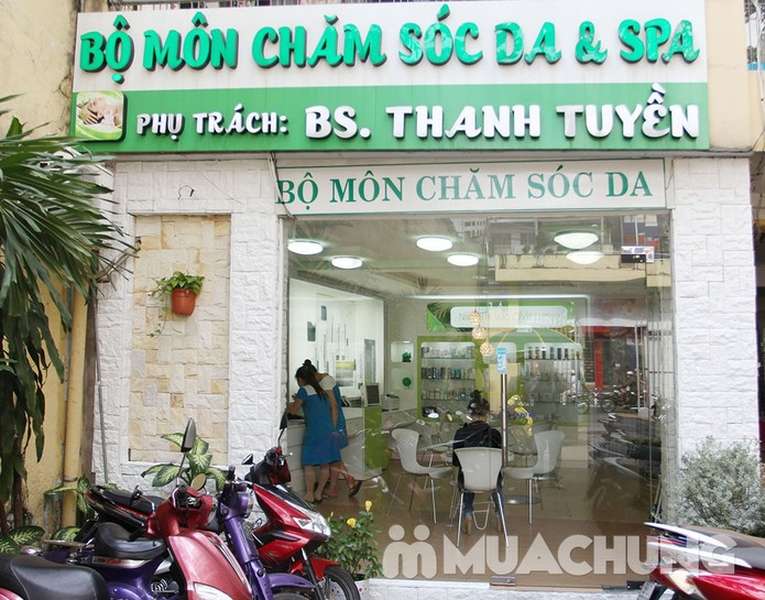 BỘ MÔN CHĂM SÓC DA & SPA
PHỤ TRÁCH: BS. THANH TUYỀN
BỘ MÔN CHĂM SÓC DA
MUACHUNG